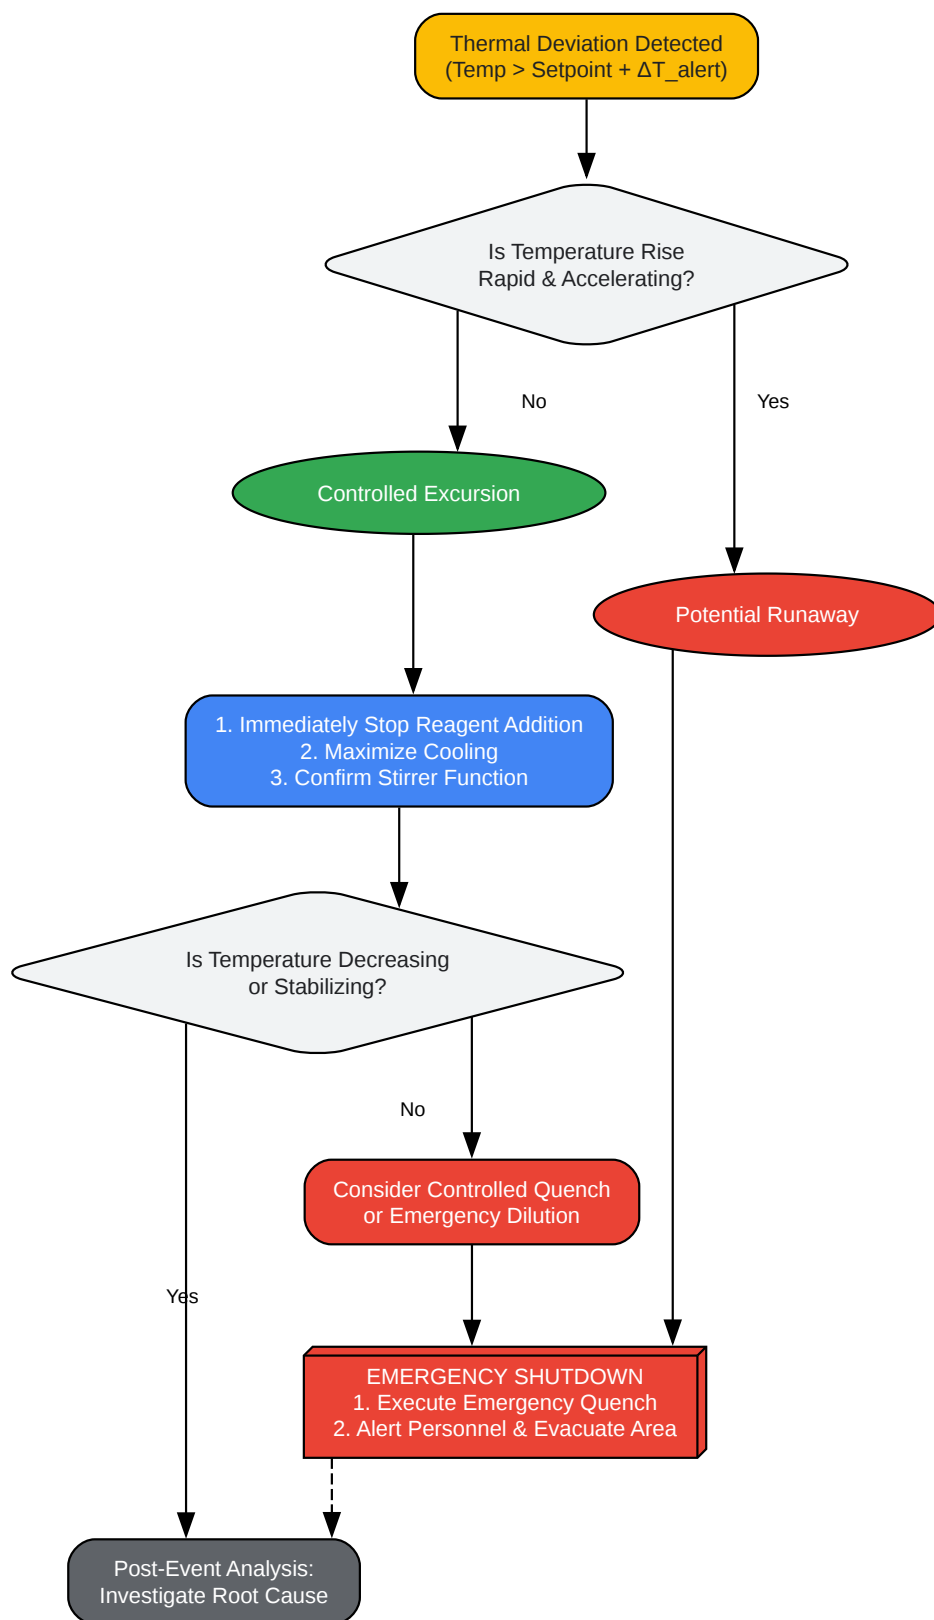 Thermal Deviation Detected
(Temp > Setpoint + ΔT_alert)
Is Temperature Rise
Rapid & Accelerating?
No
Yes
Controlled Excursion
Potential Runaway
1. Immediately Stop Reagent Addition
2. Maximize Cooling
3. Confirm Stirrer Function
Is Temperature Decreasing
or Stabilizing?
No
Consider Controlled Quench
or Emergency Dilution
Yes
EMERGENCY SHUTDOWN
1. Execute Emergency Quench
2. Alert Personnel & Evacuate Area
Post-Event Analysis:
Investigate Root Cause